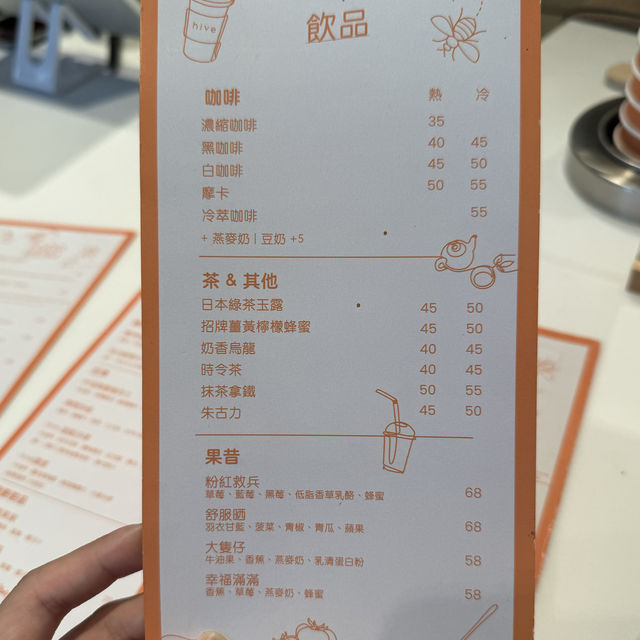 hive
飲品
咖啡 熱 冷
濃縮咖啡 35
黑咖啡 40 45
白咖啡 45 50
摩卡 50 55
冷萃咖啡 55
+ 燕麥奶 | 豆奶 +5
茶 & 其他
日本綠茶玉露 45 50
招牌薑黃檸檬蜂蜜 45 50
奶香烏龍 40 45
時令茶 40 45
抹茶拿鐵 50 55
朱古力 45 50
果昔
粉紅救兵
草莓、藍莓、黑莓、低脂香草乳酪、蜂蜜 68
舒服晒
羽衣甘藍、菠菜、青椒、青瓜、蘋果 68
大隻仔
牛油果、香蕉、燕麥奶、乳清蛋白粉 58
幸福滿滿
香蕉、草莓、燕麥奶、蜂蜜 58